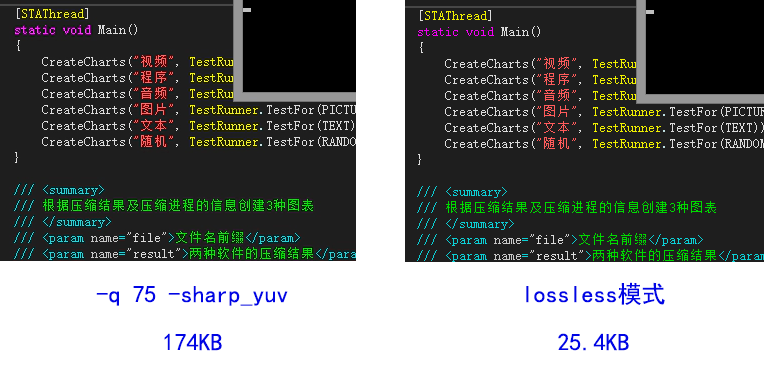 [STAThread]
static void Main()
{
CreateCharts("视频", TestRun
CreateCharts("程序", TestRun
CreateCharts("音频", TestRun
CreateCharts("图片", TestRunner.TestFor(PICTUR
CreateCharts("文本", TestRunner.TestFor(TEXT)
CreateCharts("随机", TestRunner.TestFor(RANDO
}
/// <summary>
/// 根据压缩结果及压缩进程的信息创建3种图表
/// </summary>
/// <param name="file">文件名前缀</param>
/// <param name="result">两种软件的压缩结果</para
-q 75 -sharp_yuv
174KB
[STAThread]
static void Main()
{
CreateCharts("视频", TestRun
CreateCharts("程序", TestRun
CreateCharts("音频", TestRun
CreateCharts("图片", TestRunner.TestFor(PICTUR
CreateCharts("文本", TestRunner.TestFor(TEXT))
CreateCharts("随机", TestRunner.TestFor(RANDOM
}
/// <summary>
/// 根据压缩结果及压缩进程的信息创建3种图表
/// </summary>
/// <param name="file">文件名前缀</param>
/// <param name="result">两种软件的压缩结果</param
lossless模式
25.4KB